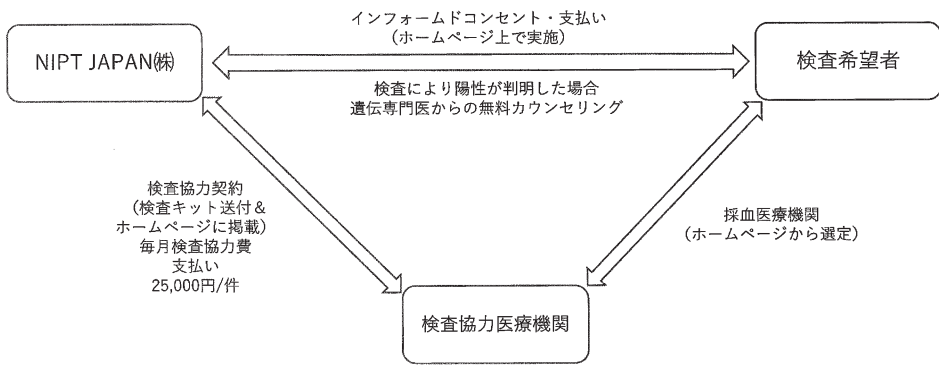 インフォームドコンセント・支払い
(ホームページ上で実施)
NIPT JAPAN㈱
検査希望者
検査により陽性が判明した場合
遺伝専門医からの無料カウンセリング
検査協力契約
(検査キット送付&
ホームページに掲載)
毎月検査協力費
支払い
25,000円/件
採血医療機関
(ホームページから選定)
検査協力医療機関